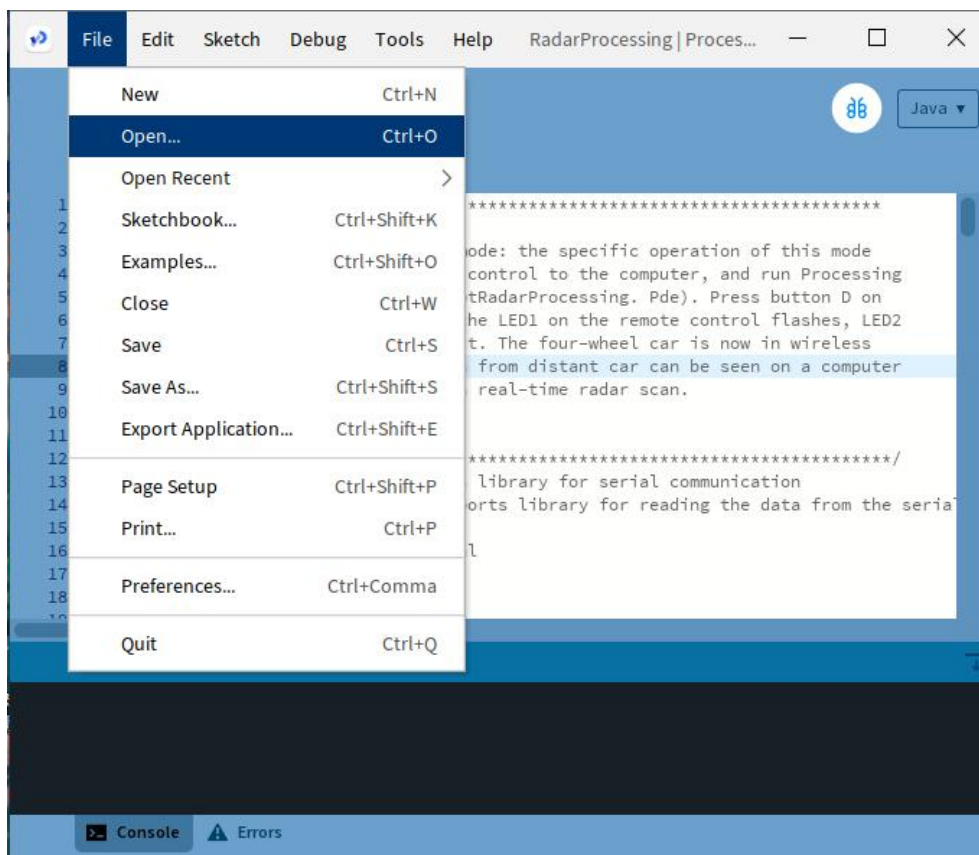 File Edit Sketch Debug Tools Help RadarProcessing | Proces...
New Ctrl+N
Open... Ctrl+O
Java ▾
Open Recent
Sketchbook... Ctrl+Shift+K
Examples... Ctrl+Shift+O
Close Ctrl+W
Save Ctrl+S
Save As... Ctrl+Shift+S
Export Application... Ctrl+Shift+E
Page Setup Ctrl+Shift+P
Print... Ctrl+P
Preferences... Ctrl+Comma
Quit Ctrl+Q
1 *****************************************
2
3 ode: the specific operation of this mode
4 control to the computer, and run Processing
5 tRadarProcessing. Pde). Press button D on
6 he LED1 on the remote control flashes, LED2
7 t. The four-wheel car is now in wireless
8 from distant car can be seen on a computer
9 real-time radar scan.
10
11
12 ******************************************/
13 library for serial communication
14 orts library for reading the data from the serial
15
16 l
17
18
19
Console Errors